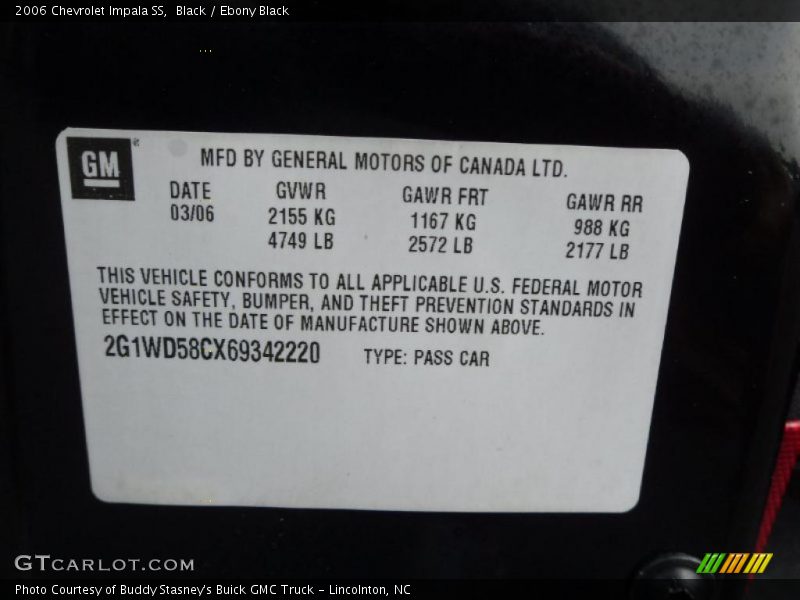 2006 Chevrolet Impala SS,  Black / Ebony Black
GM
MFD BY GENERAL MOTORS OF CANADA LTD.
DATE GVWR GAWR FRT GAWR RR
03/06 2155 KG 1167 KG 988 KG
4749 LB 2572 LB 2177 LB
THIS VEHICLE CONFORMS TO ALL APPLICABLE U.S. FEDERAL MOTOR
VEHICLE SAFETY, BUMPER, AND THEFT PREVENTION STANDARDS IN
EFFECT ON THE DATE OF MANUFACTURE SHOWN ABOVE.
2G1WD58CX69342220 TYPE: PASS CAR
GTCARLOT.COM
Photo Courtesy of Buddy Stasney's Buick GMC Truck - Lincolnton, NC